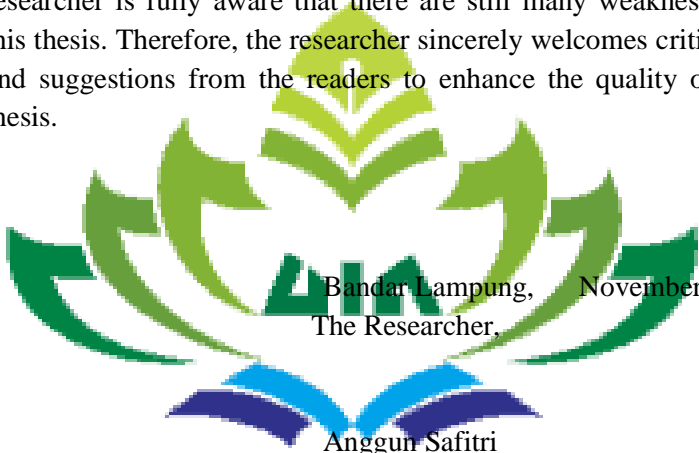 esearcher is fully aware that there are still many weakness
his thesis. Therefore, the researcher sincerely welcomes criti
nd suggestions from the readers to enhance the quality o
hesis.
UIN
Bandar Lampung, November
The Researcher,
Anggun Safitri